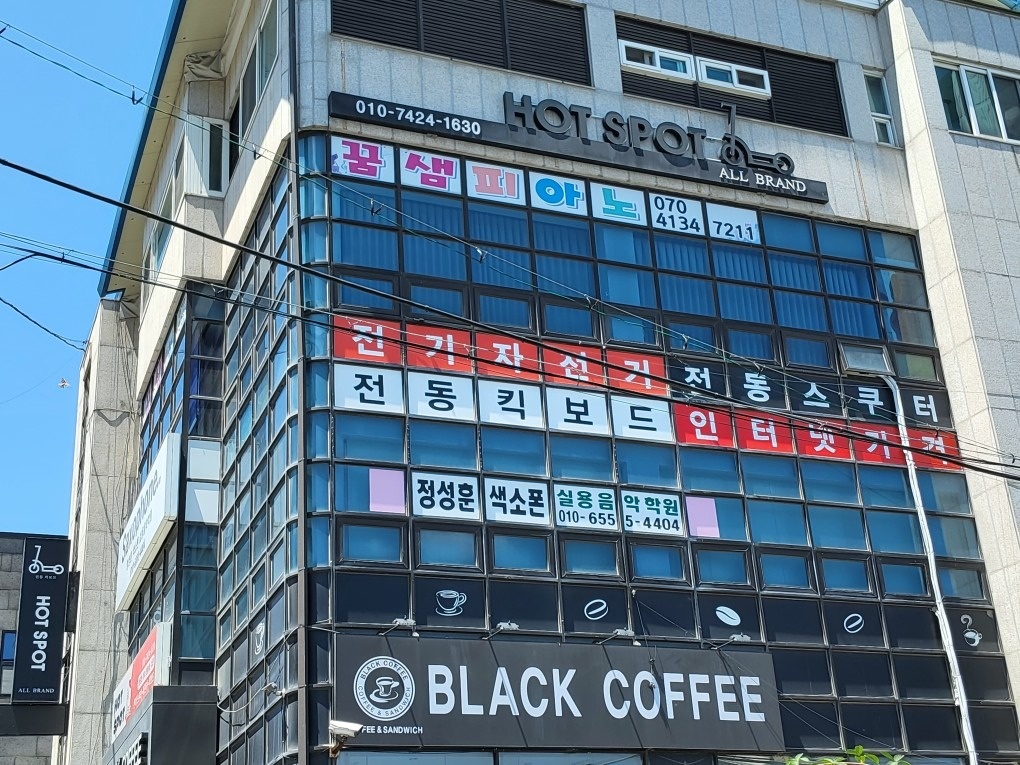 010-7424-1630 HOT SPOT
ALL BRAND
꿈샘피아노 070 4134 7211
전기자전거 전동스쿠터
전동킥보드 인터넷가격
정성훈 색소폰 실용음악학원
010-6555-4404
BLACK COFFEE
COFFEE & SANDWICH
BLACK COFFEE
FEE & SANDWICH
HOT SPOT
ALL BRAND